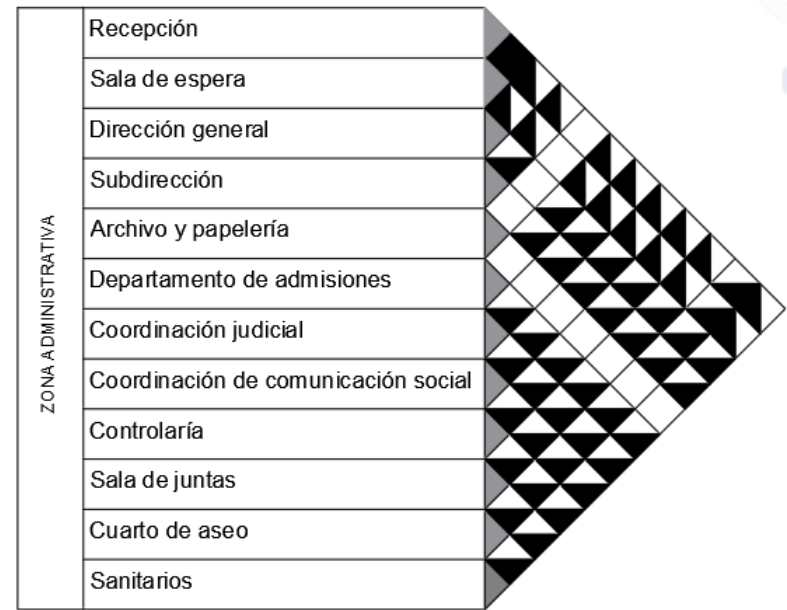 ZONA ADMINISTRATIVA
Recepción
Sala de espera
Dirección general
Subdirección
Archivo y papelería
Departamento de admisiones
Coordinación judicial
Coordinación de comunicación social
Controlaría
Sala de juntas
Cuarto de aseo
Sanitarios